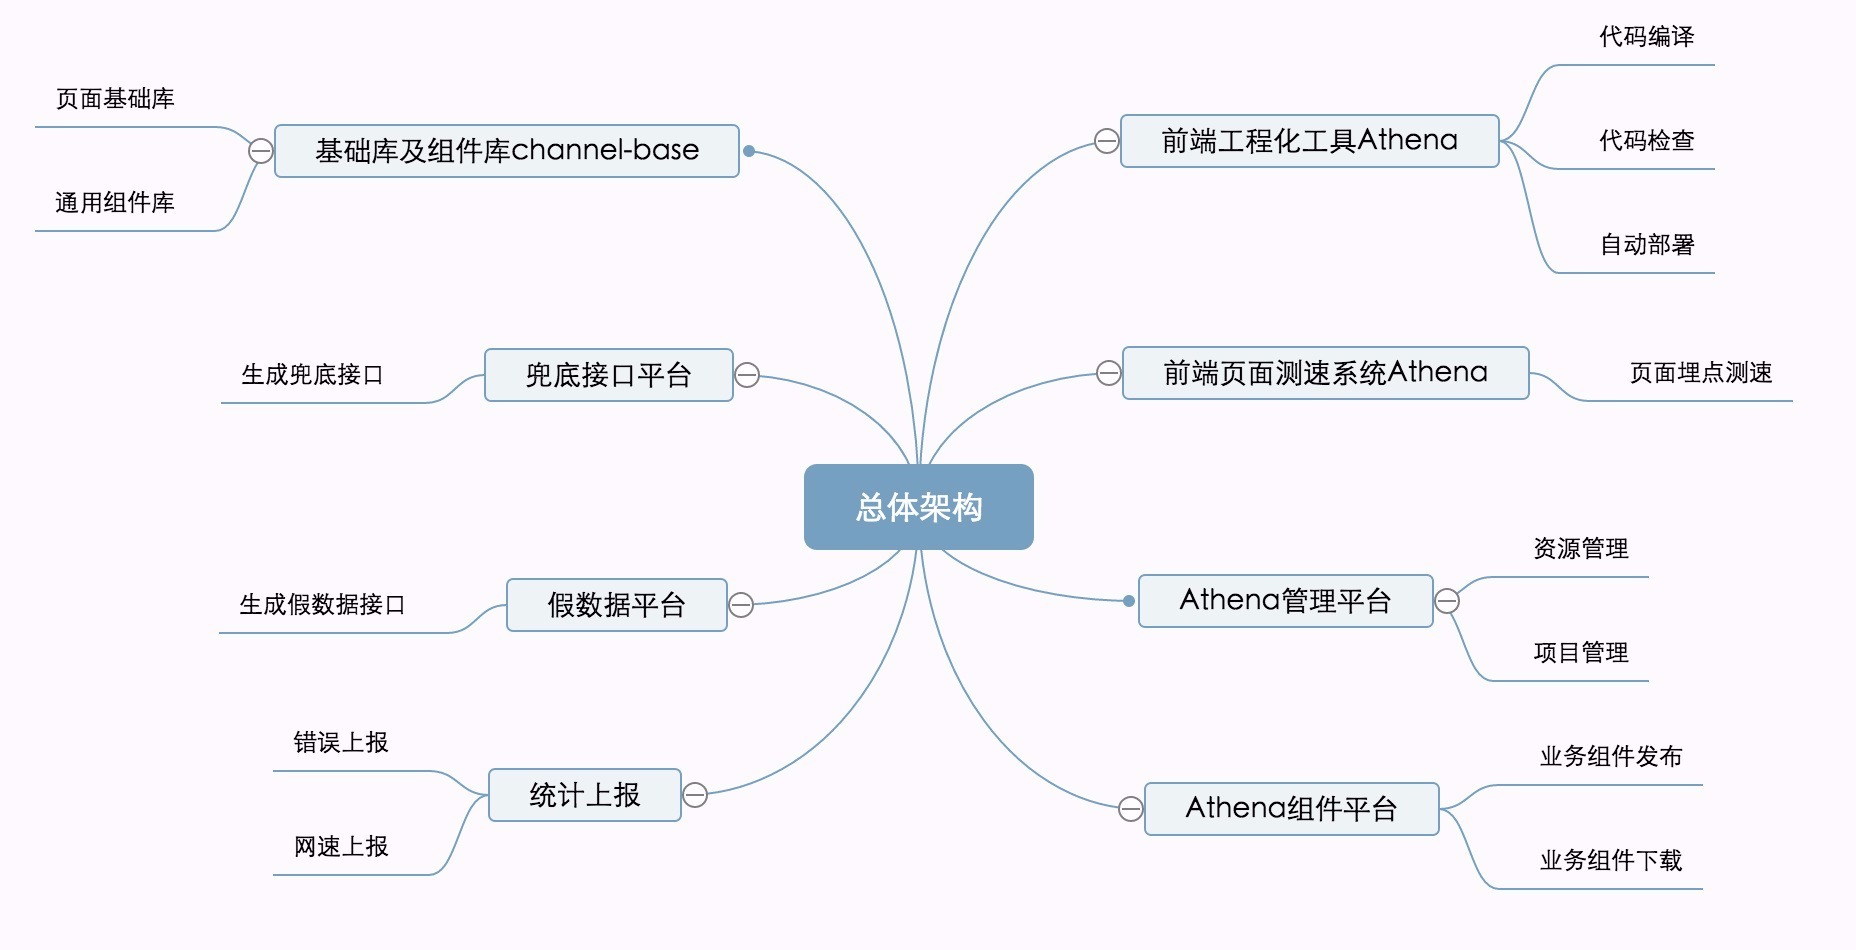 总体架构
前端工程化工具Athena
代码编译
代码检查
自动部署
前端页面测速系统Athena
页面埋点测速
Athena管理平台
资源管理
项目管理
Athena组件平台
业务组件发布
业务组件下载
基础库及组件库channel-base
页面基础库
通用组件库
兜底接口平台
生成兜底接口
假数据平台
生成假数据接口
统计上报
错误上报
网速上报